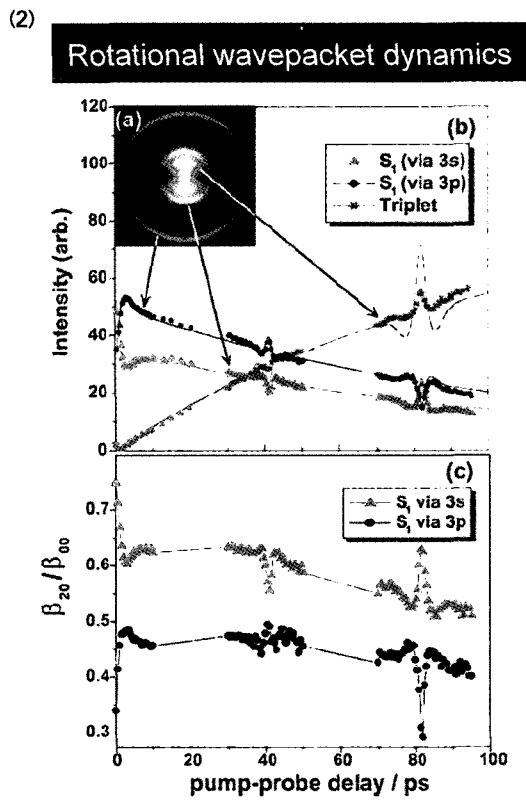 (2)
Rotational wavepacket dynamics
120
(a)
(b)
100
S1 (via 3s)
S1 (via 3p)
80
Triplet
60
40
20
0
Intensity (arb.)
(c)
0.7
S1 via 3s
S1 via 3p
0.6
0.5
0.4
0.3
β20/β00
0 20 40 60 80 100
pump-probe delay / ps